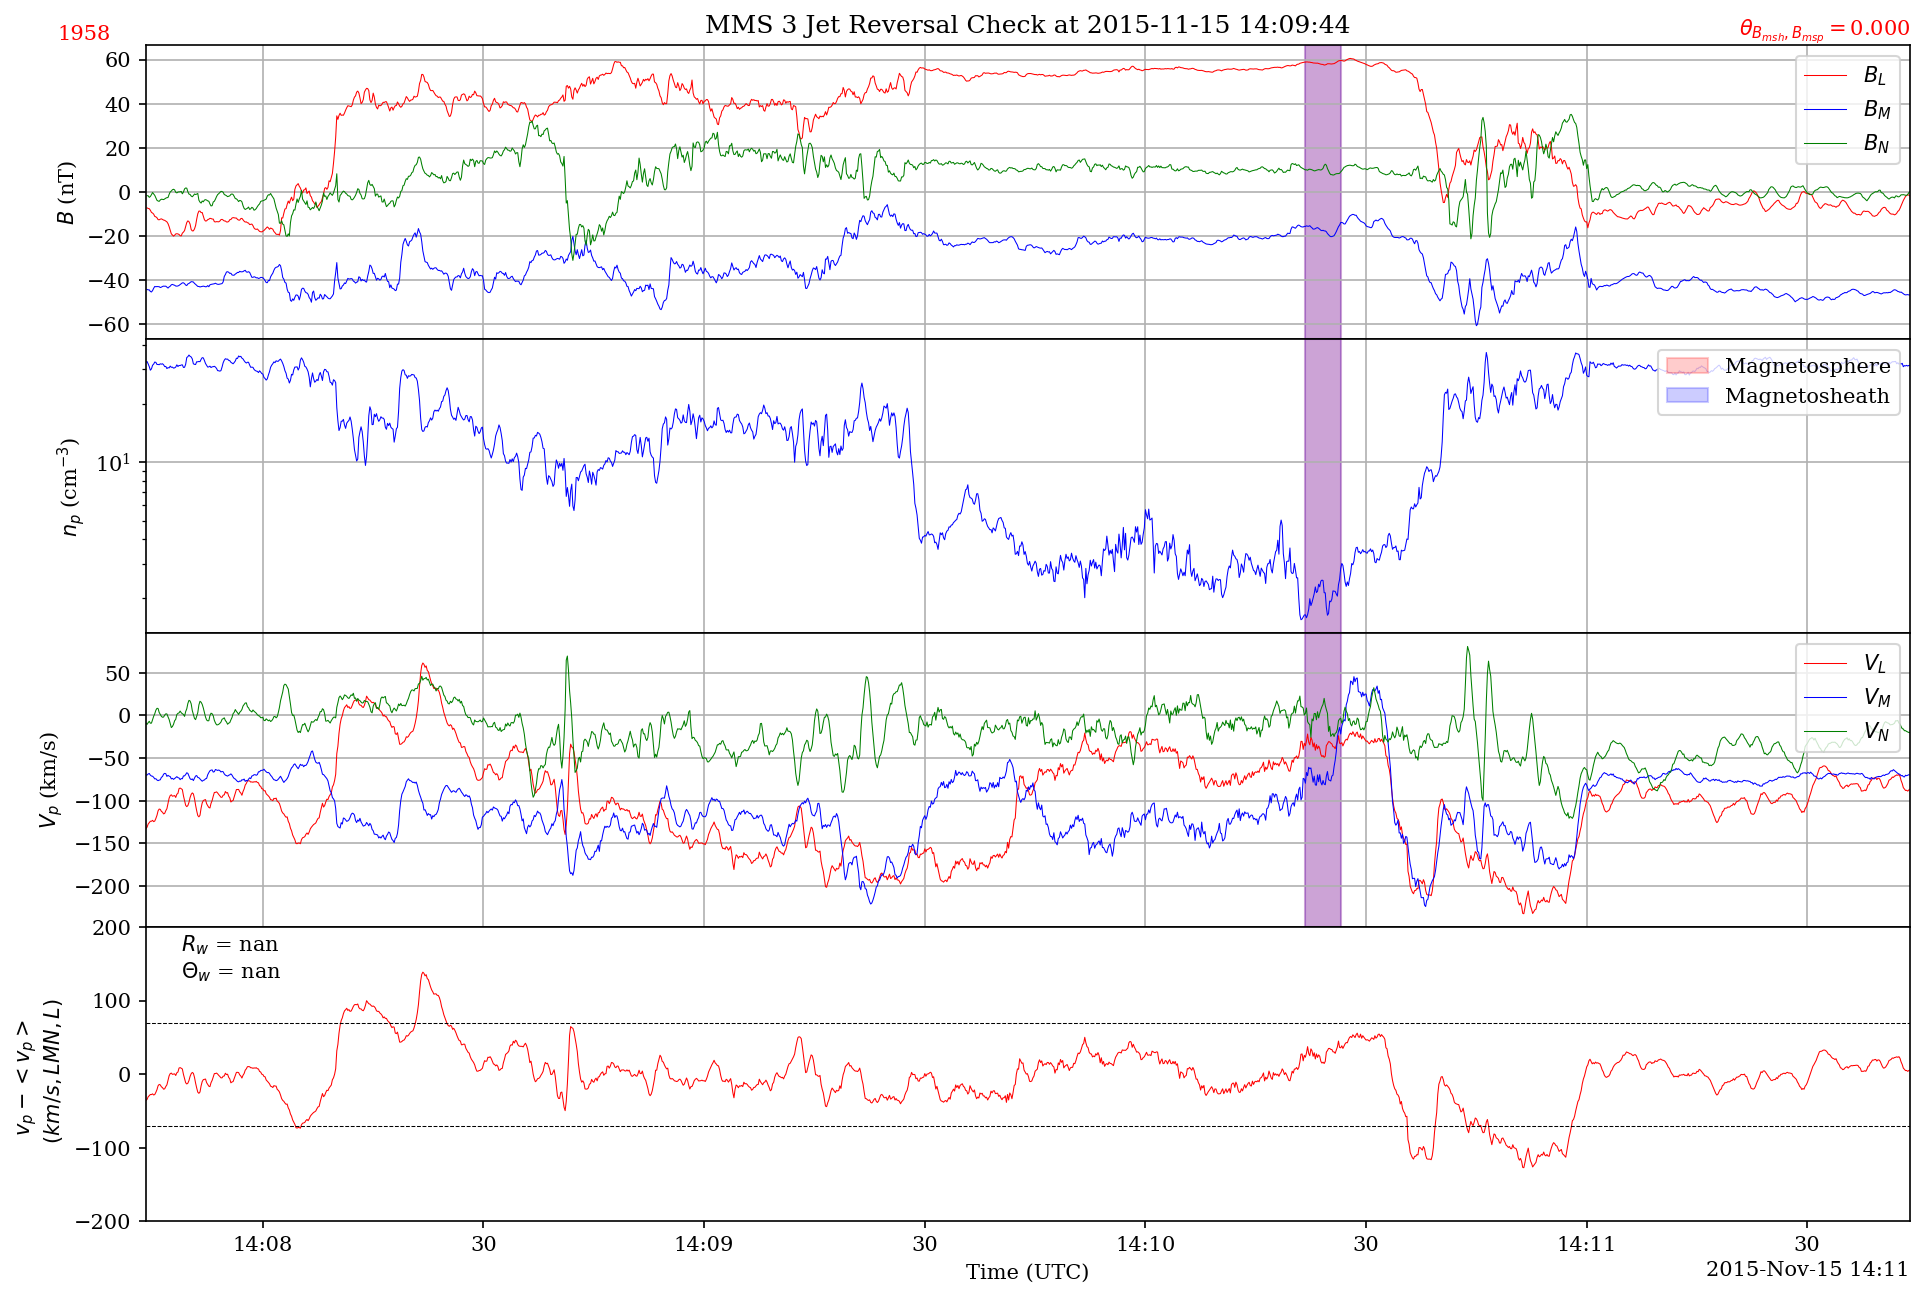 MMS 3 Jet Reversal Check at 2015-11-15 14:09:44
1958
θ_{B_{msh}, B_{msp}} = 0.000
60
40
20
0
−20
−40
−60
B (nT)
B_L
B_M
B_N
10^1
n_p (cm^{−3})
Magnetosphere
Magnetosheath
50
0
−50
−100
−150
−200
V_p (km/s)
V_L
V_M
V_N
200
100
0
−100
−200
v_p − < v_p >
(km/s, LMN, L)
R_w = nan
Θ_w = nan
14:08
30
14:09
30
14:10
30
14:11
30
Time (UTC)
2015-Nov-15 14:11